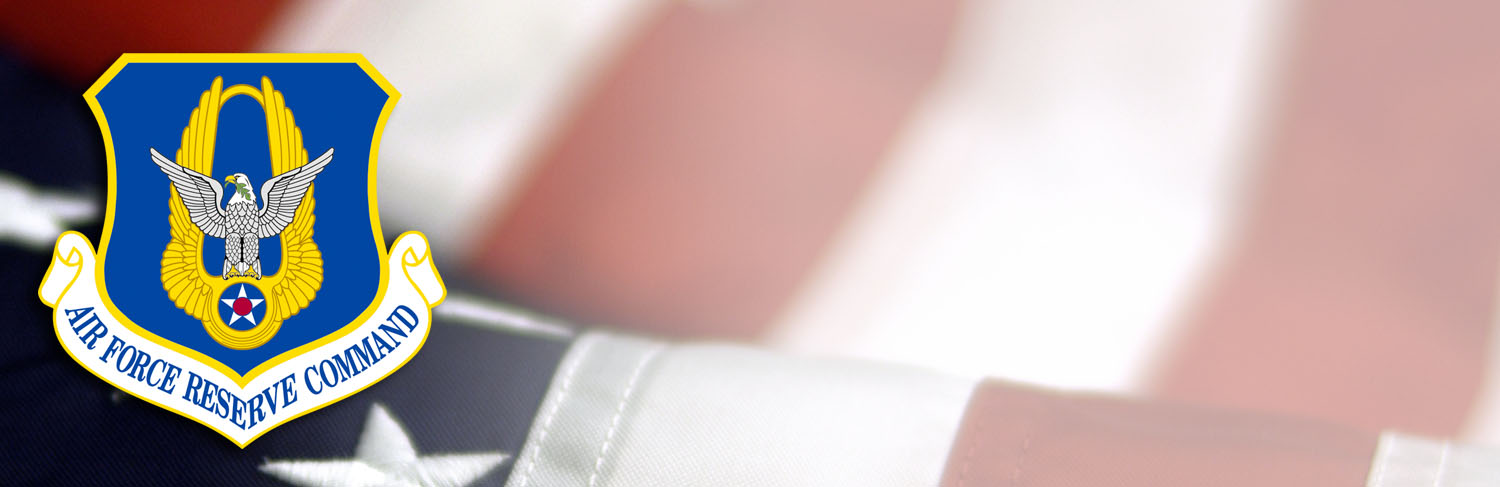 AIR FORCE RESERVE COMMAND